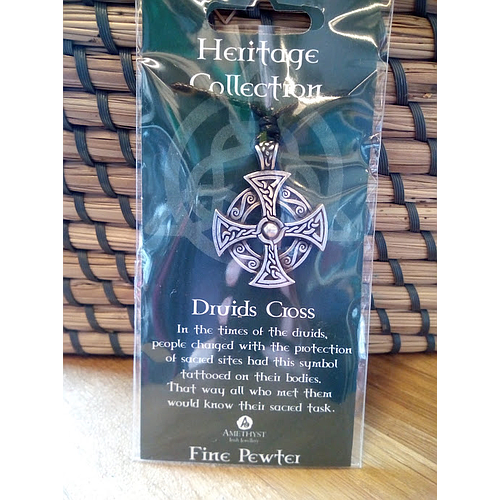 Heritage
Collection
Druids Cross
In the times of the druids,
people charged with the protection
of sacred sites had this symbol
tattooed on their bodies.
That way all who met them
would know their sacred task.
AMETHYST
Irish Jewellery
Fine Pewter